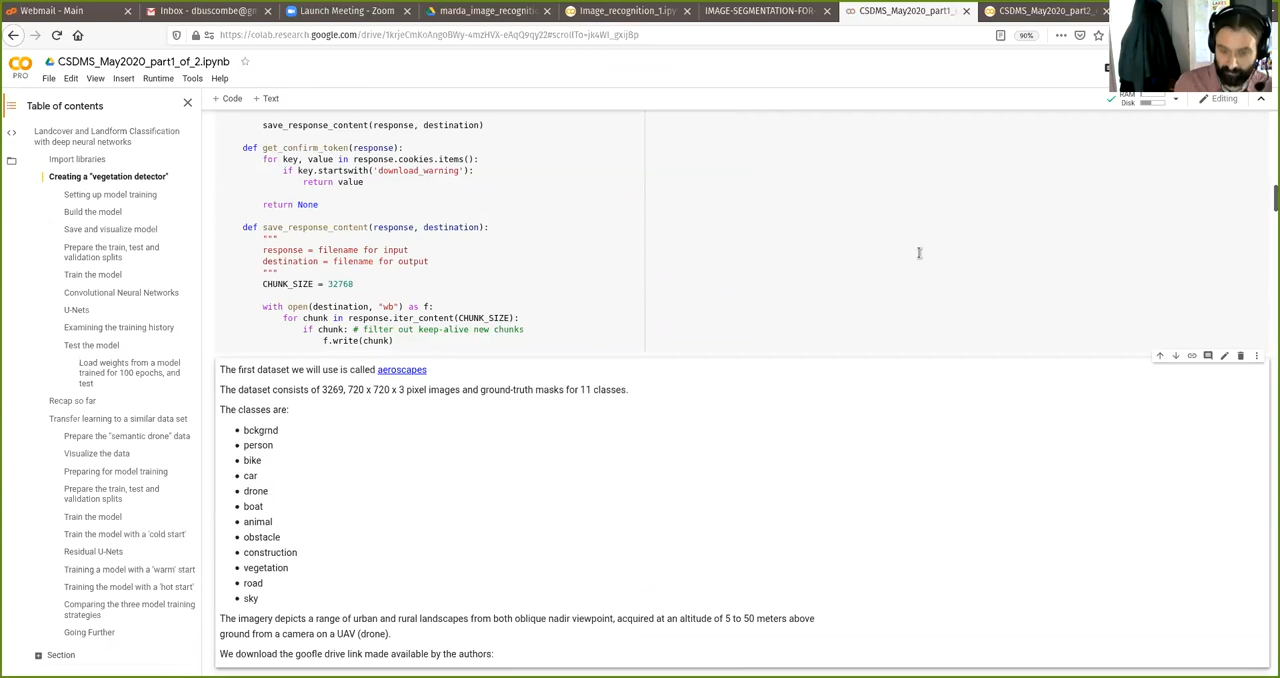 Webmail - Main
Inbox - dbuscombe@gm
Launch Meeting - Zoom
marda_image_recogniti
Image_recognition_1.ipy
IMAGE-SEGMENTATION-FOR
CSDMS_May2020_part1_
CSDMS_May2020_part2_
https://colab.research.google.com/drive/1krjeCmKoAng0BWy-4mzHVX-eAqQ9qy22#scrollTo=jk4Wl_gxij8p
90%
CO
PRO
CSDMS_May2020_part1_of_2.ipynb
File Edit View Insert Runtime Tools Help
Table of contents
+ Code + Text
RAM
Disk
Editing
Landcover and Landform Classification
with deep neural networks
Import libraries
Creating a "vegetation detector"
Setting up model training
Build the model
Save and visualize model
Prepare the train, test and
validation splits
Train the model
Convolutional Neural Networks
U-Nets
Examining the training history
Test the model
Load weights from a model
trained for 100 epochs, and
test
Recap so far
Transfer learning to a similar data set
Prepare the "semantic drone" data
Visualize the data
Preparing for model training
Prepare the train, test and
validation splits
Train the model
Train the model with a 'cold start'
Residual U-Nets
Training a model with a 'warm' start
Training the model with 'hot start'
Comparing the three model training
strategies
Going Further
Section
save_response_content(response, destination)
def get_confirm_token(response):
for key, value in response.cookies.items():
if key.startswith('download_warning'):
return value
return None
def save_response_content(response, destination):
"""
response = filename for input
destination = filename for output
"""
CHUNK_SIZE = 32768
with open(destination, "wb") as f:
for chunk in response.iter_content(CHUNK_SIZE):
if chunk: # filter out keep-alive new chunks
f.write(chunk)
The first dataset we will use is called aeroscapes
The dataset consists of 3269, 720 x 720 x 3 pixel images and ground-truth masks for 11 classes.
The classes are:
• bckgrnd
• person
• bike
• car
• drone
• boat
• animal
• obstacle
• construction
• vegetation
• road
• sky
The imagery depicts a range of urban and rural landscapes from both oblique nadir viewpoint, acquired at an altitude of 5 to 50 meters above
ground from a camera on a UAV (drone).
We download the goofle drive link made available by the authors: